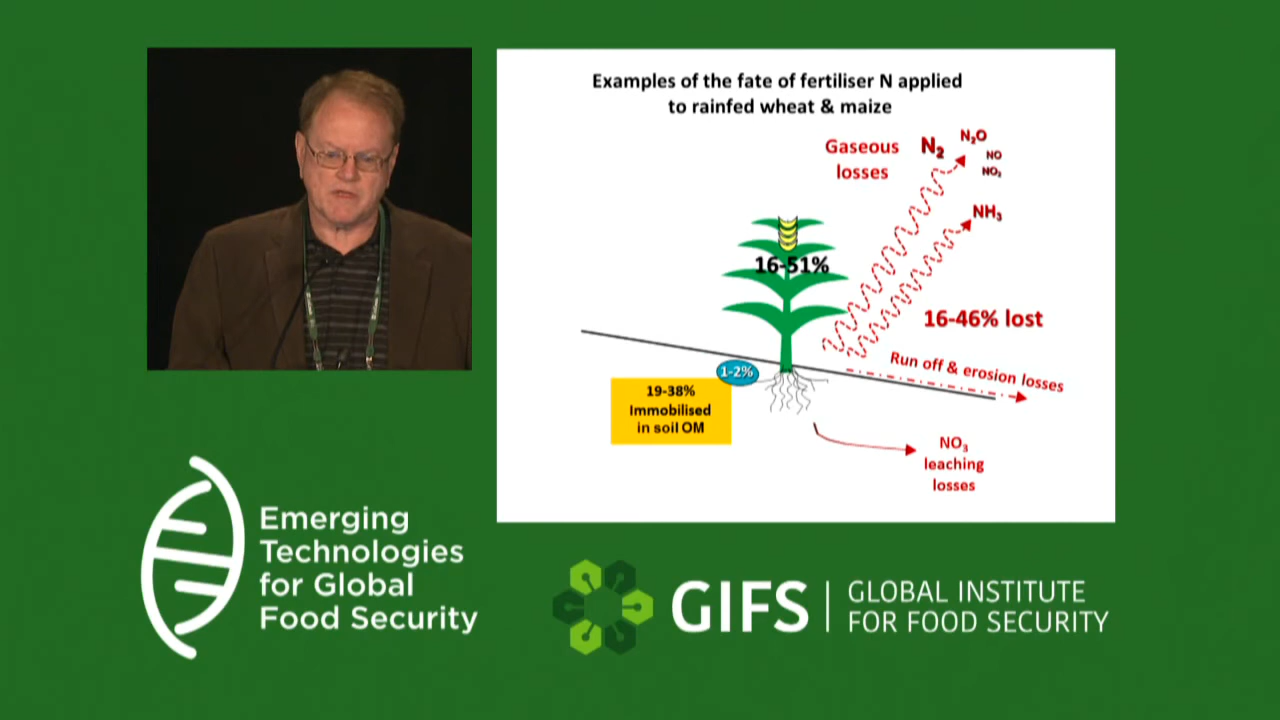 Examples of the fate of fertiliser N applied
to rainfed wheat & maize
Gaseous
losses
N₂
N₂O
NO
NO₂
NH₃
16-51%
16-46% lost
Run off & erosion losses
1-2%
19-38%
Immobilised
in soil OM
NO₃
leaching
losses
Emerging
Technologies
for Global
Food Security
GIFS
GLOBAL INSTITUTE
FOR FOOD SECURITY